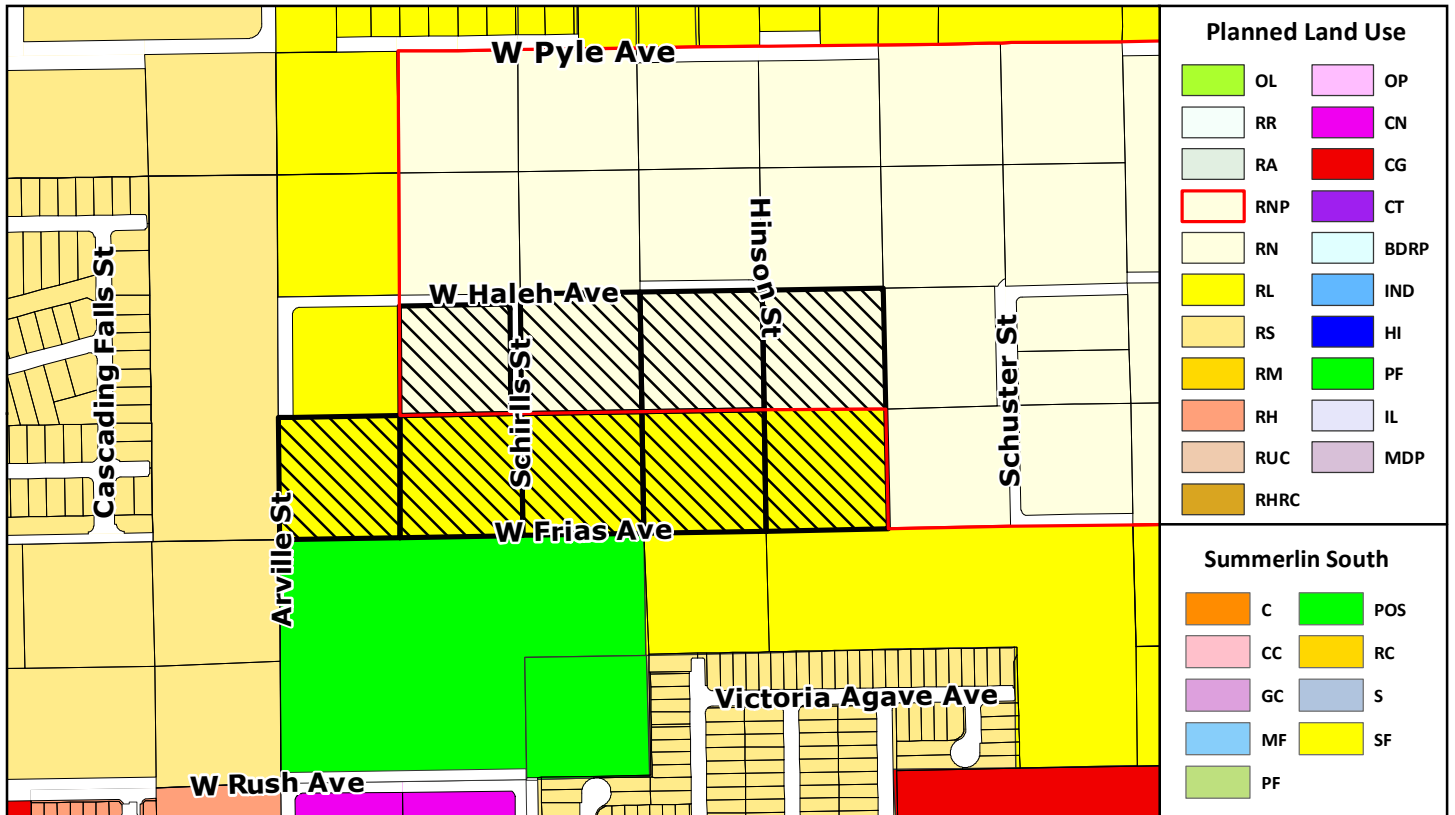 W Pyle Ave
Hinson St
W Haleh Ave
Cascading Falls St
Schirlls St
Schuster St
Arville St
W Frias Ave
Victoria Agave Ave
W Rush Ave
Planned Land Use
OL OP
RR CN
RA CG
RNP CT
RN BDRP
RL IND
RS HI
RM PF
RH IL
RUC MDP
RHRC
Summerlin South
C POS
CC RC
GC S
MF SF
PF